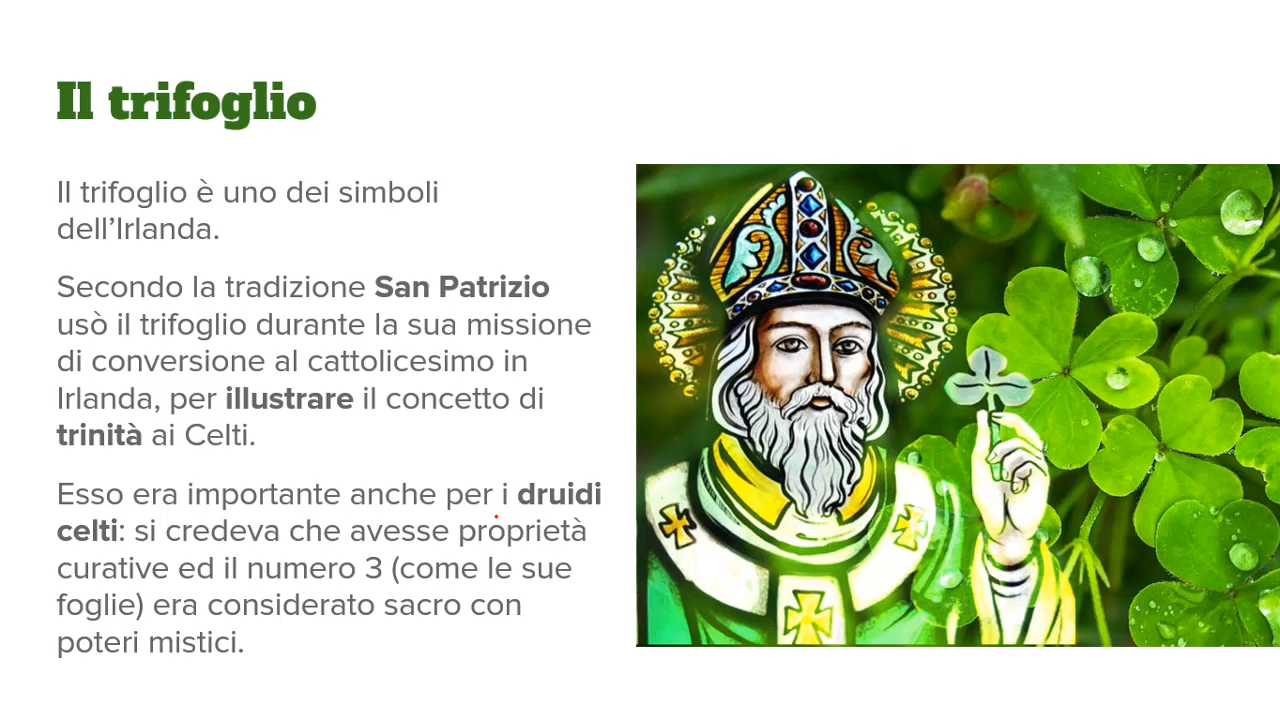 Il trifoglio
Il trifoglio è uno dei simboli
dell’Irlanda.
Secondo la tradizione San Patrizio
usò il trifoglio durante la sua missione
di conversione al cattolicesimo in
Irlanda, per illustrare il concetto di
trinità ai Celti.
Esso era importante anche per i druidi
celti: si credeva che avesse proprietà
curative ed il numero 3 (come le sue
foglie) era considerato sacro con
poteri mistici.